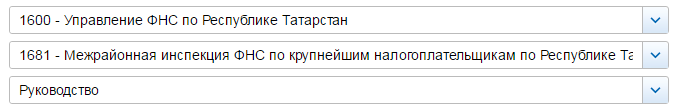 1600 - Управление ФНС по Республике Татарстан
1681 - Межрайонная инспекция ФНС по крупнейшим налогоплательщикам по Республике Та
Руководство